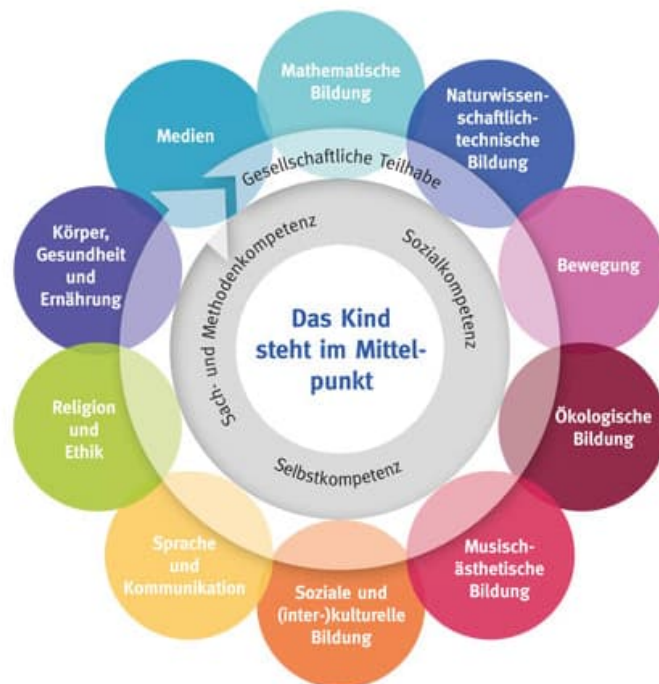 Mathematische
Bildung
Naturwissen-
schaftlich-
technische
Bildung
Bewegung
Ökologische
Bildung
Musisch-
ästhetische
Bildung
Soziale und
(inter-)kulturelle
Bildung
Sprache
und
Kommunikation
Religion
und
Ethik
Körper,
Gesundheit
und
Ernährung
Medien
Gesellschaftliche Teilhabe
Sach- und Methodenkompetenz
Sozialkompetenz
Selbstkompetenz
Das Kind
steht im Mittel-
punkt